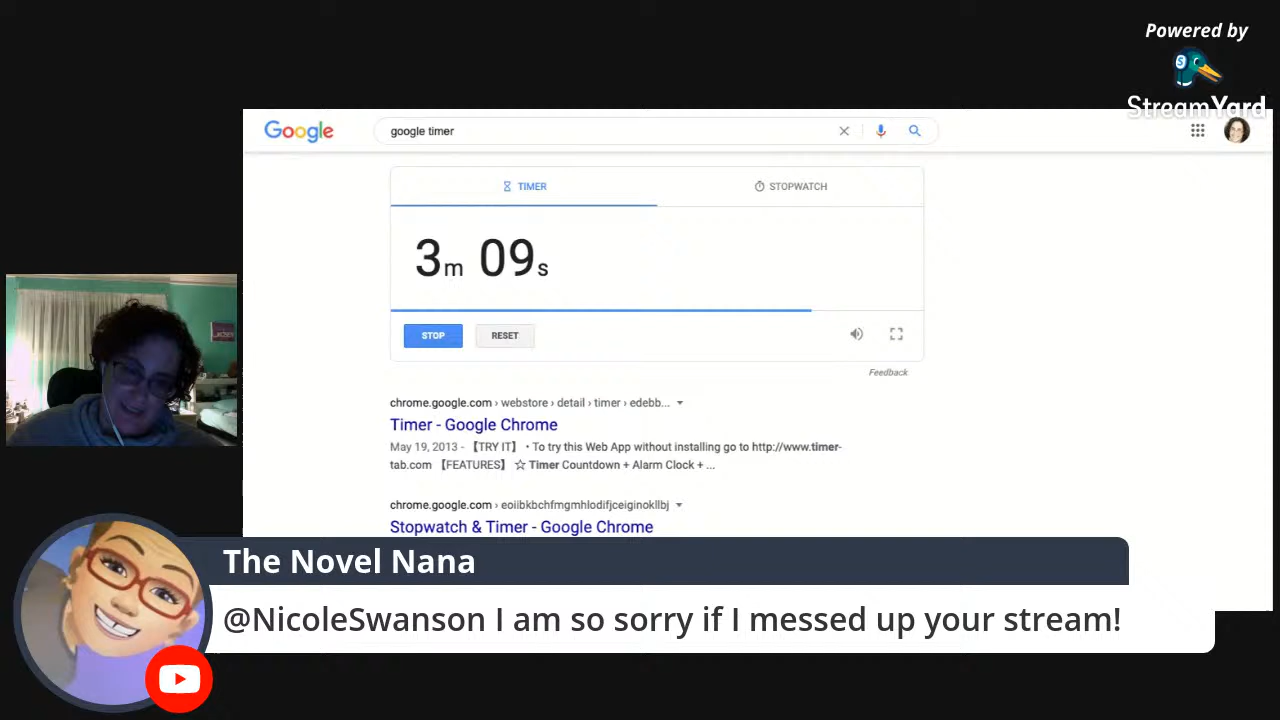 Powered by
StreamYard
Google
google timer
TIMER
STOPWATCH
3m 09s
STOP
RESET
Feedback
chrome.google.com › webstore › detail › timer › edebb...
Timer - Google Chrome
May 19, 2013 - 【TRY IT】 • To try this Web App without installing go to http://www.timer-
tab.com 【FEATURES】 ☆ Timer Countdown + Alarm Clock + ...
chrome.google.com › eoiibkbchfmgmhlodifjceiginokllbj
Stopwatch & Timer - Google Chrome
The Novel Nana
@NicoleSwanson I am so sorry if I messed up your stream!